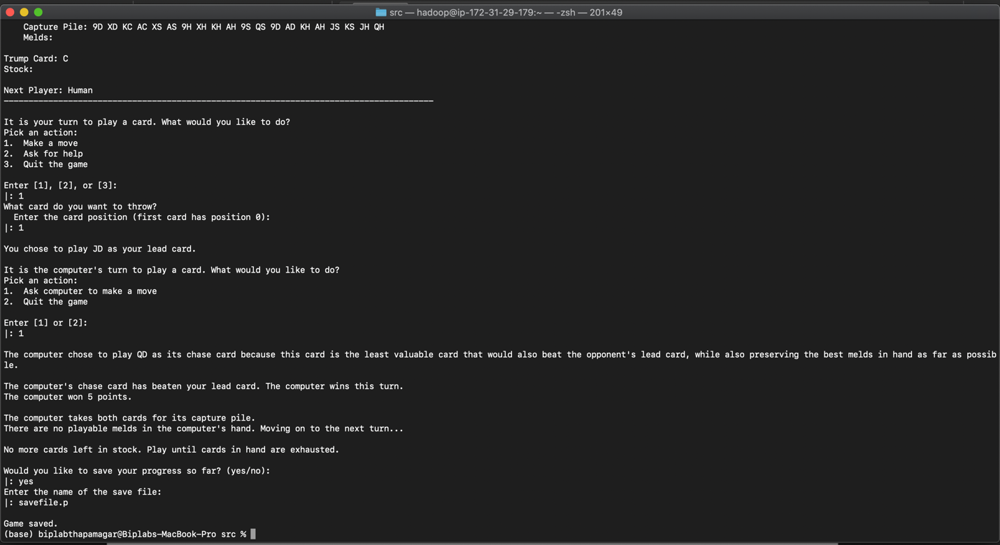 src — hadoop@ip-172-31-29-179:~ — -zsh — 201×49
Capture Pile: 9D XD KC AC XS AS 9H XH KH AH 9S QS 9D AD KH AH JS KS JH QH
Melds:
Trump Card: C
Stock:
Next Player: Human
---------------------------------------------------------------------------------------
It is your turn to play a card. What would you like to do?
Pick an action:
1.  Make a move
2.  Ask for help
3.  Quit the game
Enter [1], [2], or [3]:
|: 1
What card do you want to throw?
Enter the card position (first card has position 0):
|: 1
You chose to play JD as your lead card.
It is the computer's turn to play a card. What would you like to do?
Pick an action:
1.  Ask computer to make a move
2.  Quit the game
Enter [1] or [2]:
|: 1
The computer chose to play QD as its chase card because this card is the least valuable card that would also beat the opponent's lead card, while also preserving the best melds in hand as far as possib
le.
The computer's chase card has beaten your lead card. The computer wins this turn.
The computer won 5 points.
The computer takes both cards for its capture pile.
There are no playable melds in the computer's hand. Moving on to the next turn...
No more cards left in stock. Play until cards in hand are exhausted.
Would you like to save your progress so far? (yes/no):
|: yes
Enter the name of the save file:
|: savefile.p
Game saved.
(base) biplabthapamagar@Biplabs-MacBook-Pro src %